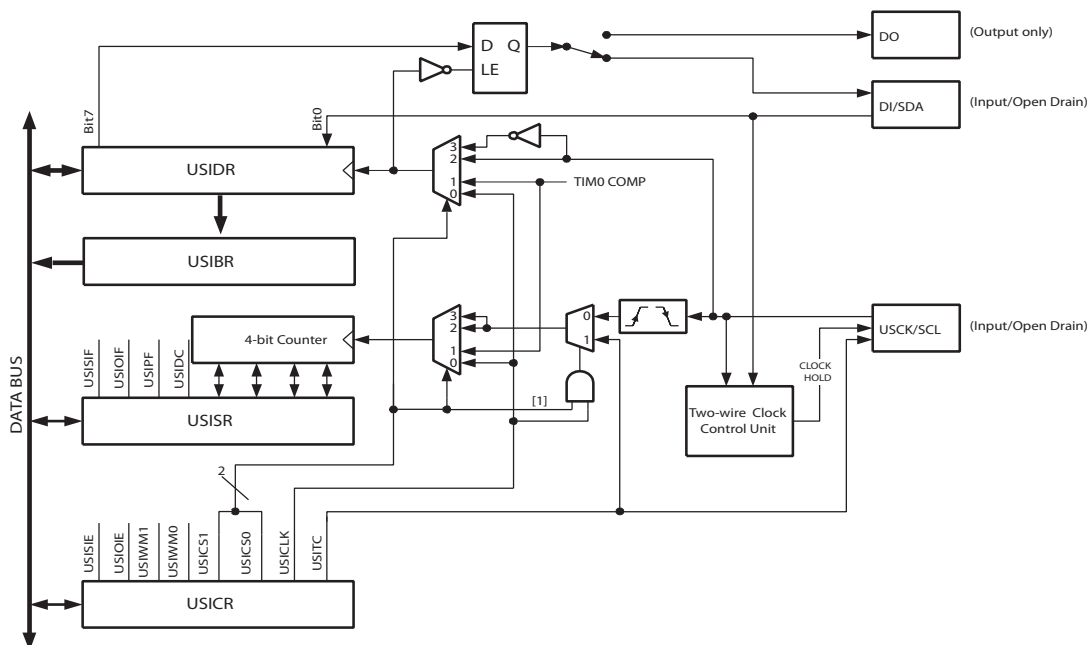 D Q
LE
DO
(Output only)
DI/SDA
(Input/Open Drain)
Bit7
Bit0
USIDR
3
2
1
0
TIM0 COMP
USIBR
DATA BUS
4-bit Counter
3
2
1
0
0
1
USCK/SCL
(Input/Open Drain)
CLOCK
HOLD
USISIF
USIOIF
USIPF
USIDC
USISR
[1]
Two-wire Clock
Control Unit
2
USISIE
USIOIE
USIWM1
USIWM0
USICS1
USICS0
USICLK
USITC
USICR